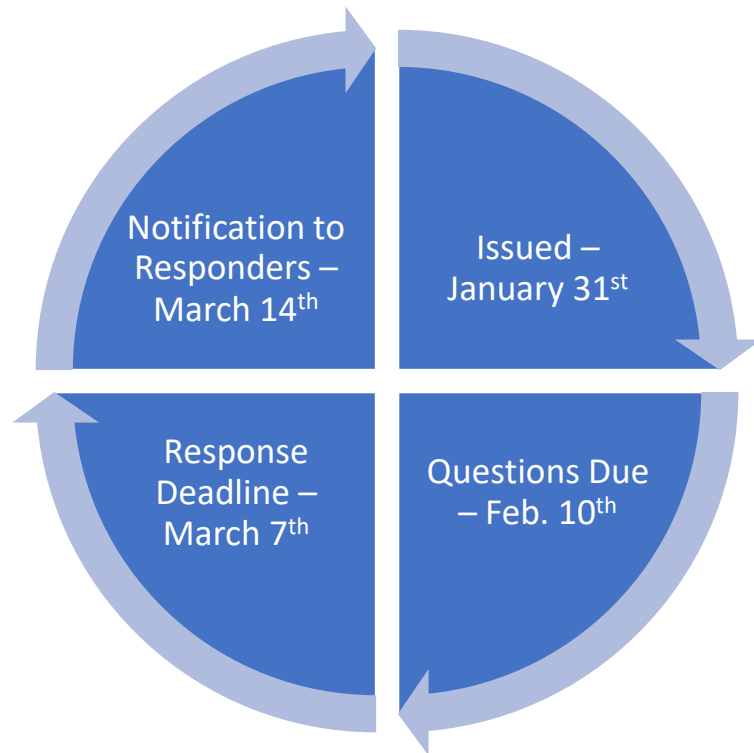 Notification to
Responders –
March 14th
Issued –
January 31st
Response
Deadline –
March 7th
Questions Due
– Feb. 10th